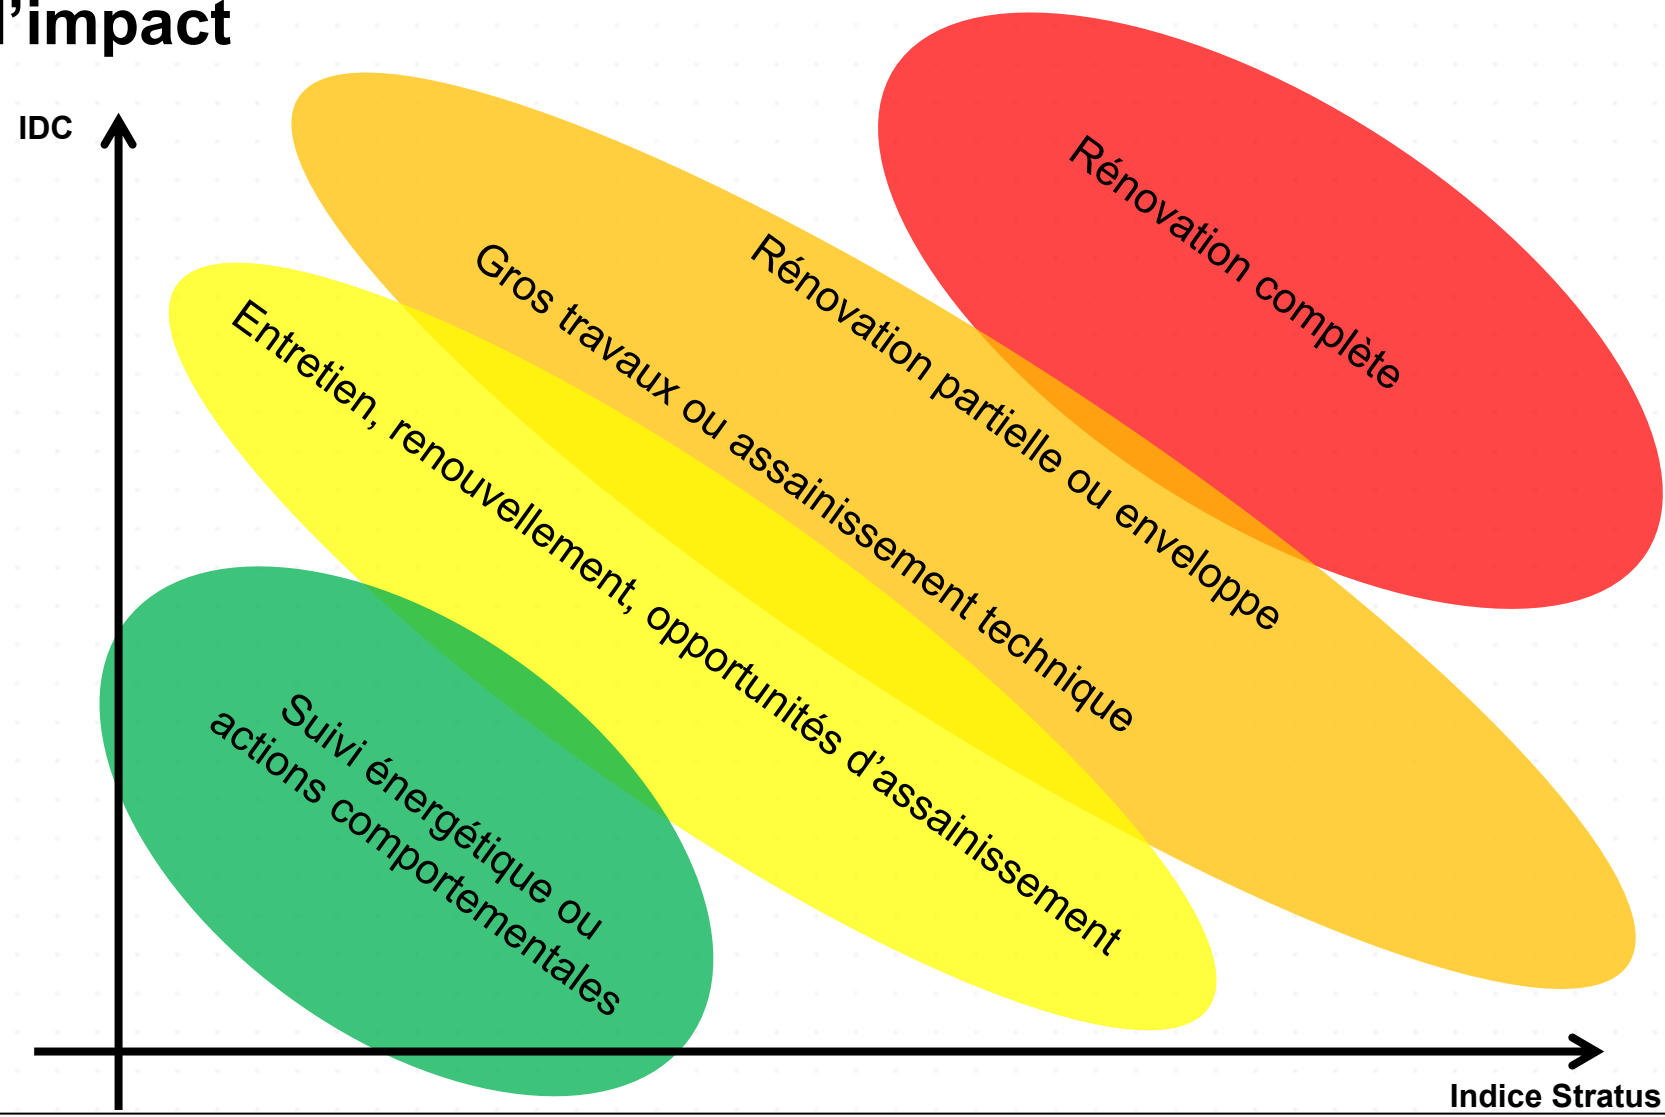 l’impact
IDC
Rénovation complète
Rénovation partielle ou enveloppe
Gros travaux ou assainissement technique
Entretien, renouvellement, opportunités d’assainissement
Suivi énergétique ou
actions comportementales
Indice Stratus